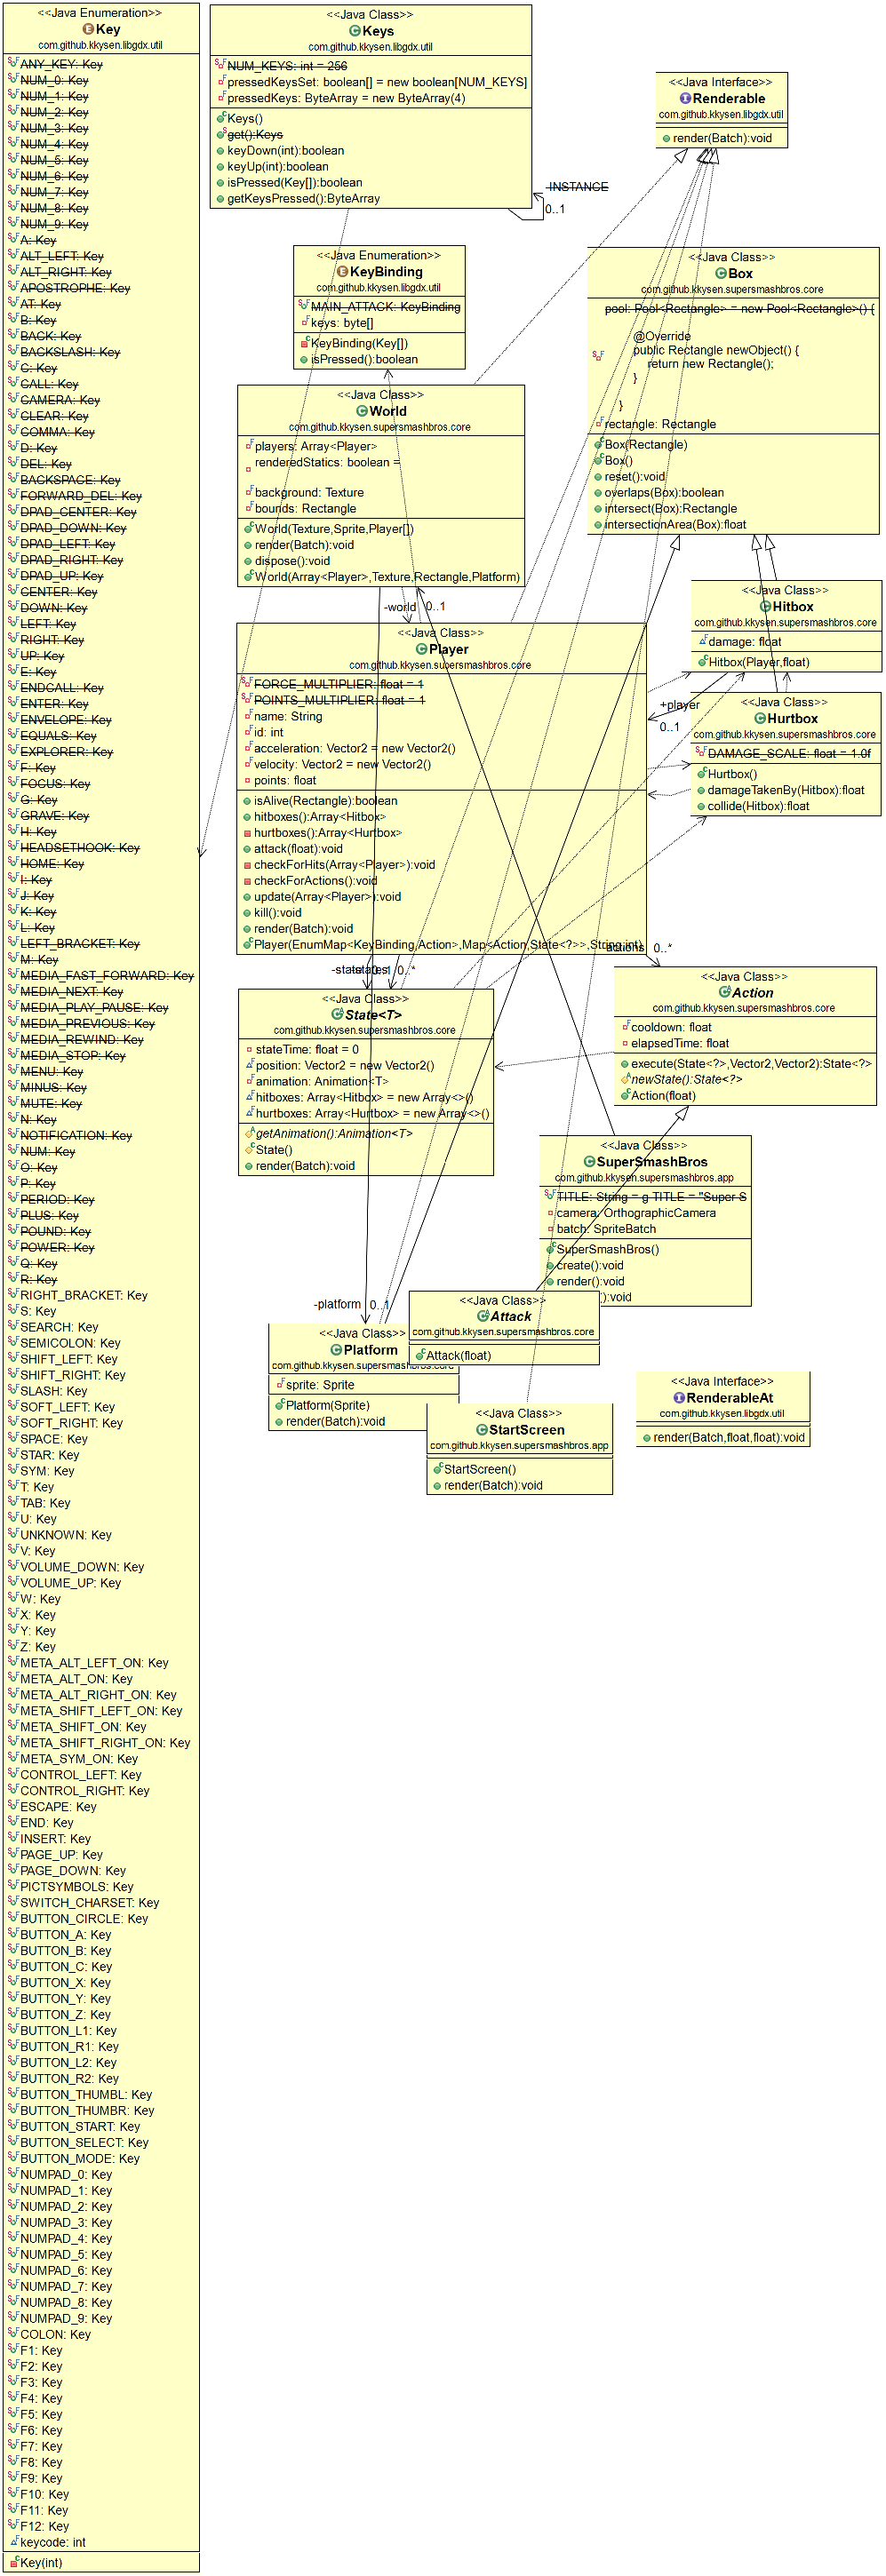 <<Java Enumeration>>
Key
com.github.kkysen.libgdx.util
ANY_KEY: Key
NUM_0: Key
NUM_1: Key
NUM_2: Key
NUM_3: Key
NUM_4: Key
NUM_5: Key
NUM_6: Key
NUM_7: Key
NUM_8: Key
NUM_9: Key
A: Key
ALT_LEFT: Key
ALT_RIGHT: Key
APOSTROPHE: Key
AT: Key
B: Key
BACK: Key
BACKSLASH: Key
C: Key
CALL: Key
CAMERA: Key
CLEAR: Key
COMMA: Key
D: Key
DEL: Key
BACKSPACE: Key
FORWARD_DEL: Key
DPAD_CENTER: Key
DPAD_DOWN: Key
DPAD_LEFT: Key
DPAD_RIGHT: Key
DPAD_UP: Key
CENTER: Key
DOWN: Key
LEFT: Key
RIGHT: Key
UP: Key
E: Key
ENDCALL: Key
ENTER: Key
ENVELOPE: Key
EQUALS: Key
EXPLORER: Key
F: Key
FOCUS: Key
G: Key
GRAVE: Key
H: Key
HEADSETHOOK: Key
HOME: Key
I: Key
J: Key
K: Key
L: Key
LEFT_BRACKET: Key
M: Key
MEDIA_FAST_FORWARD: Key
MEDIA_NEXT: Key
MEDIA_PLAY_PAUSE: Key
MEDIA_PREVIOUS: Key
MEDIA_REWIND: Key
MEDIA_STOP: Key
MENU: Key
MINUS: Key
MUTE: Key
N: Key
NOTIFICATION: Key
NUM: Key
O: Key
P: Key
PERIOD: Key
PLUS: Key
POUND: Key
POWER: Key
Q: Key
R: Key
RIGHT_BRACKET: Key
S: Key
SEARCH: Key
SEMICOLON: Key
SHIFT_LEFT: Key
SHIFT_RIGHT: Key
SLASH: Key
SOFT_LEFT: Key
SOFT_RIGHT: Key
SPACE: Key
STAR: Key
SYM: Key
T: Key
TAB: Key
U: Key
UNKNOWN: Key
V: Key
VOLUME_DOWN: Key
VOLUME_UP: Key
W: Key
X: Key
Y: Key
Z: Key
META_ALT_LEFT_ON: Key
META_ALT_ON: Key
META_ALT_RIGHT_ON: Key
META_SHIFT_LEFT_ON: Key
META_SHIFT_ON: Key
META_SHIFT_RIGHT_ON: Key
META_SYM_ON: Key
CONTROL_LEFT: Key
CONTROL_RIGHT: Key
ESCAPE: Key
END: Key
INSERT: Key
PAGE_UP: Key
PAGE_DOWN: Key
PICTSYMBOLS: Key
SWITCH_CHARSET: Key
BUTTON_CIRCLE: Key
BUTTON_A: Key
BUTTON_B: Key
BUTTON_C: Key
BUTTON_X: Key
BUTTON_Y: Key
BUTTON_Z: Key
BUTTON_L1: Key
BUTTON_R1: Key
BUTTON_L2: Key
BUTTON_R2: Key
BUTTON_THUMBL: Key
BUTTON_THUMBR: Key
BUTTON_START: Key
BUTTON_SELECT: Key
BUTTON_MODE: Key
NUMPAD_0: Key
NUMPAD_1: Key
NUMPAD_2: Key
NUMPAD_3: Key
NUMPAD_4: Key
NUMPAD_5: Key
NUMPAD_6: Key
NUMPAD_7: Key
NUMPAD_8: Key
NUMPAD_9: Key
COLON: Key
F1: Key
F2: Key
F3: Key
F4: Key
F5: Key
F6: Key
F7: Key
F8: Key
F9: Key
F10: Key
F11: Key
F12: Key
keycode: int
Key(int)
<<Java Class>>
Keys
com.github.kkysen.libgdx.util
NUM_KEYS: int = 256
pressedKeysSet: boolean[] = new boolean[NUM_KEYS]
pressedKeys: ByteArray = new ByteArray(4)
Keys()
get():Keys
keyDown(int):boolean
keyUp(int):boolean
isPressed(Key[]):boolean
getKeysPressed():ByteArray
-INSTANCE
0..1
<<Java Interface>>
Renderable
com.github.kkysen.libgdx.util
render(Batch):void
<<Java Enumeration>>
KeyBinding
com.github.kkysen.libgdx.util
MAIN_ATTACK: KeyBinding
keys: byte[]
KeyBinding(Key[])
isPressed():boolean
<<Java Class>>
Box
com.github.kkysen.supersmashbros.core
pool: Pool<Rectangle> = new Pool<Rectangle>() {
@Override
public Rectangle newObject() {
return new Rectangle();
}
}
rectangle: Rectangle
Box(Rectangle)
Box()
reset():void
overlaps(Box):boolean
intersect(Box):Rectangle
intersectionArea(Box):float
<<Java Class>>
World
com.github.kkysen.supersmashbros.core
players: Array<Player>
renderedStatics: boolean =
background: Texture
bounds: Rectangle
World(Texture,Sprite,Player[])
render(Batch):void
dispose():void
World(Array<Player>,Texture,Rectangle,Platform)
-world
0..1
<<Java Class>>
Hitbox
com.github.kkysen.supersmashbros.core
damage: float
Hitbox(Player,float)
+player
0..1
<<Java Class>>
Player
com.github.kkysen.supersmashbros.core
FORCE_MULTIPLIER: float = 1
POINTS_MULTIPLIER: float = 1
name: String
id: int
acceleration: Vector2 = new Vector2()
velocity: Vector2 = new Vector2()
points: float
isAlive(Rectangle):boolean
hitboxes():Array<Hitbox>
hurtboxes():Array<Hurtbox>
attack(float):void
checkForHits(Array<Player>):void
checkForActions():void
update(Array<Player>):void
kill():void
render(Batch):void
Player(EnumMap<KeyBinding,Action>,Map<Action,State<?>>,String,int)
<<Java Class>>
Hurtbox
com.github.kkysen.supersmashbros.core
DAMAGE_SCALE: float = 1.0f
Hurtbox()
damageTakenBy(Hitbox):float
collide(Hitbox):float
0..*
0..1
0..*
<<Java Class>>
State<T>
com.github.kkysen.supersmashbros.core
stateTime: float = 0
position: Vector2 = new Vector2()
animation: Animation<T>
hitboxes: Array<Hitbox> = new Array<>()
hurtboxes: Array<Hurtbox> = new Array<>()
getAnimation():Animation<T>
State()
render(Batch):void
<<Java Class>>
Action
com.github.kkysen.supersmashbros.core
cooldown: float
elapsedTime: float
execute(State<?>,Vector2,Vector2):State<?>
newState():State<?>
Action(float)
<<Java Class>>
SuperSmashBros
com.github.kkysen.supersmashbros.app
TITLE: String = g TITLE = "Super S
camera: OrthographicCamera
batch: SpriteBatch
SuperSmashBros()
create():void
render():void
():void
-platform
0..1
<<Java Class>>
Attack
com.github.kkysen.supersmashbros.core
Attack(float)
<<Java Class>>
Platform
com.github.kkysen.supersmashbros.core
sprite: Sprite
Platform(Sprite)
render(Batch):void
<<Java Class>>
StartScreen
com.github.kkysen.supersmashbros.app
StartScreen()
render(Batch):void
<<Java Interface>>
RenderableAt
com.github.kkysen.libgdx.util
render(Batch,float,float):void